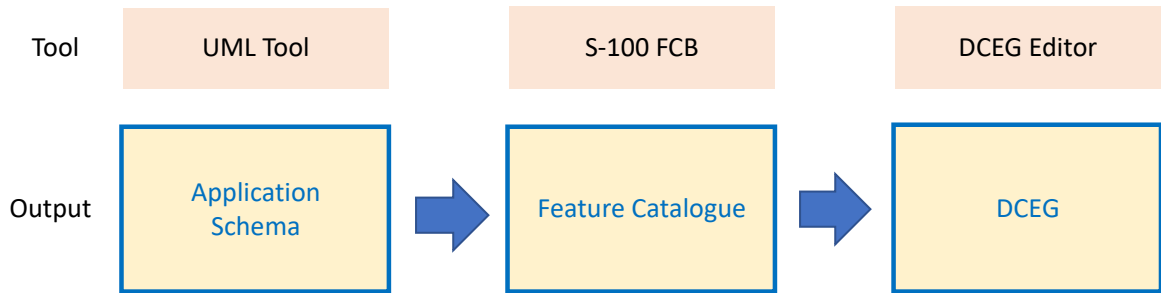 Tool
UML Tool
S-100 FCB
DCEG Editor
Output
Application
Schema
Feature Catalogue
DCEG